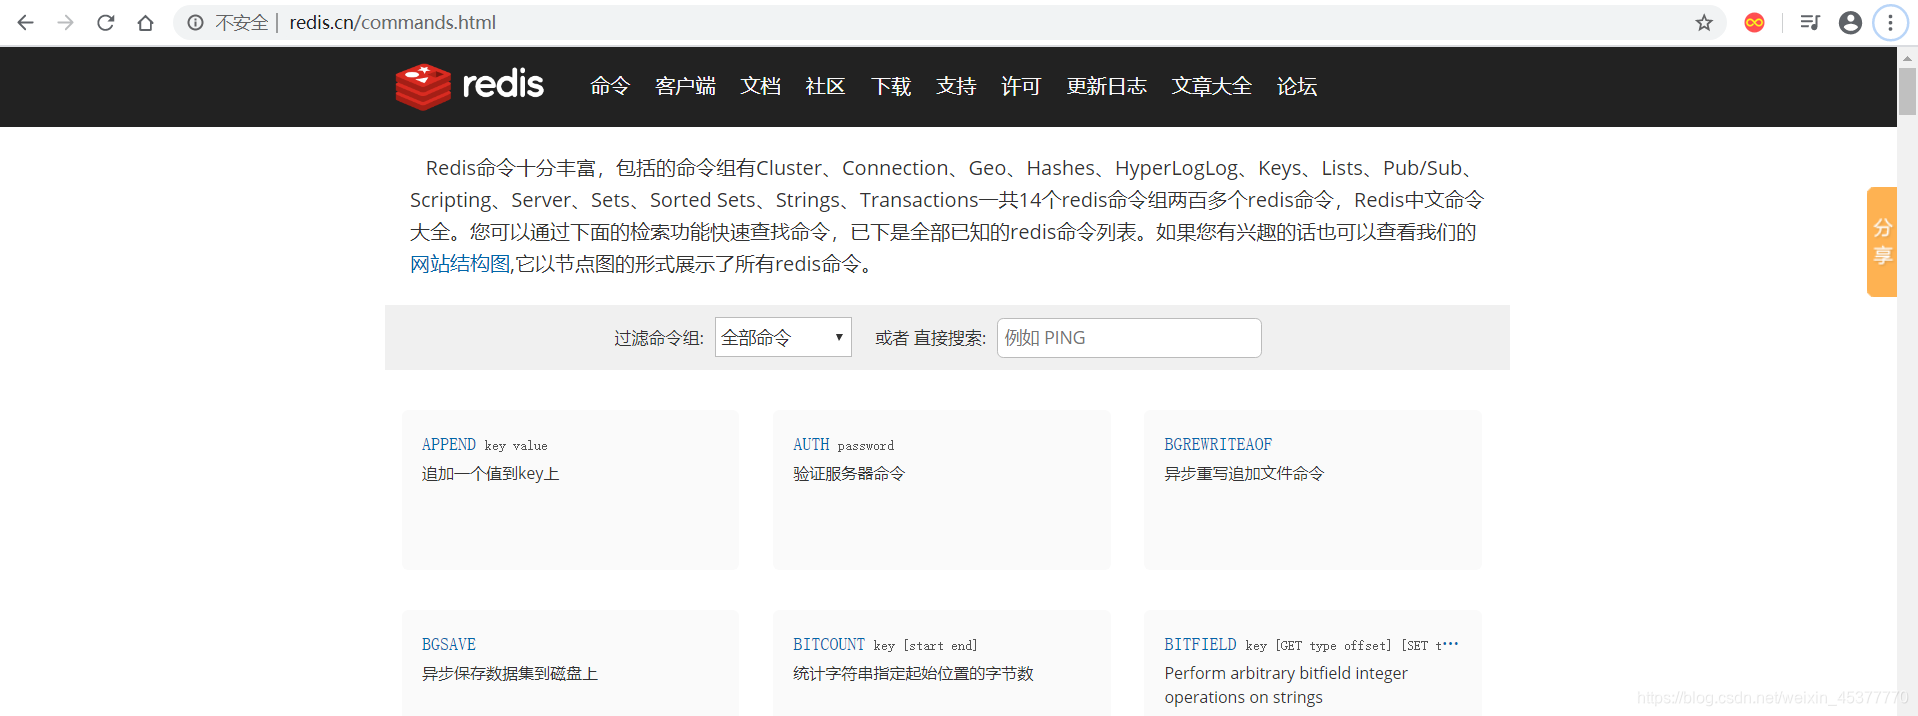 不安全 | redis.cn/commands.html
redis 命令 客户端 文档 社区 下载 支持 许可 更新日志 文章大全 论坛
Redis命令十分丰富，包括的命令组有Cluster、Connection、Geo、Hashes、HyperLogLog、Keys、Lists、Pub/Sub、
Scripting、Server、Sets、Sorted Sets、Strings、Transactions一共14个redis命令组两百多个redis命令，Redis中文命令
大全。您可以通过下面的检索功能快速查找命令，已下是全部已知的redis命令列表。如果您有兴趣的话也可以查看我们的
网站结构图,它以节点图的形式展示了所有redis命令。
分
享
过滤命令组: 全部命令 或者 直接搜索: 例如 PING
APPEND key value
追加一个值到key上
AUTH password
验证服务器命令
BGREWRITEAOF
异步重写追加文件命令
BGSAVE
异步保存数据集到磁盘上
BITCOUNT key [start end]
统计字符串指定起始位置的字节数
BITFIELD key [GET type offset] [SET t...
Perform arbitrary bitfield integer
operations on strings
https://blog.csdn.net/weixin_45377770